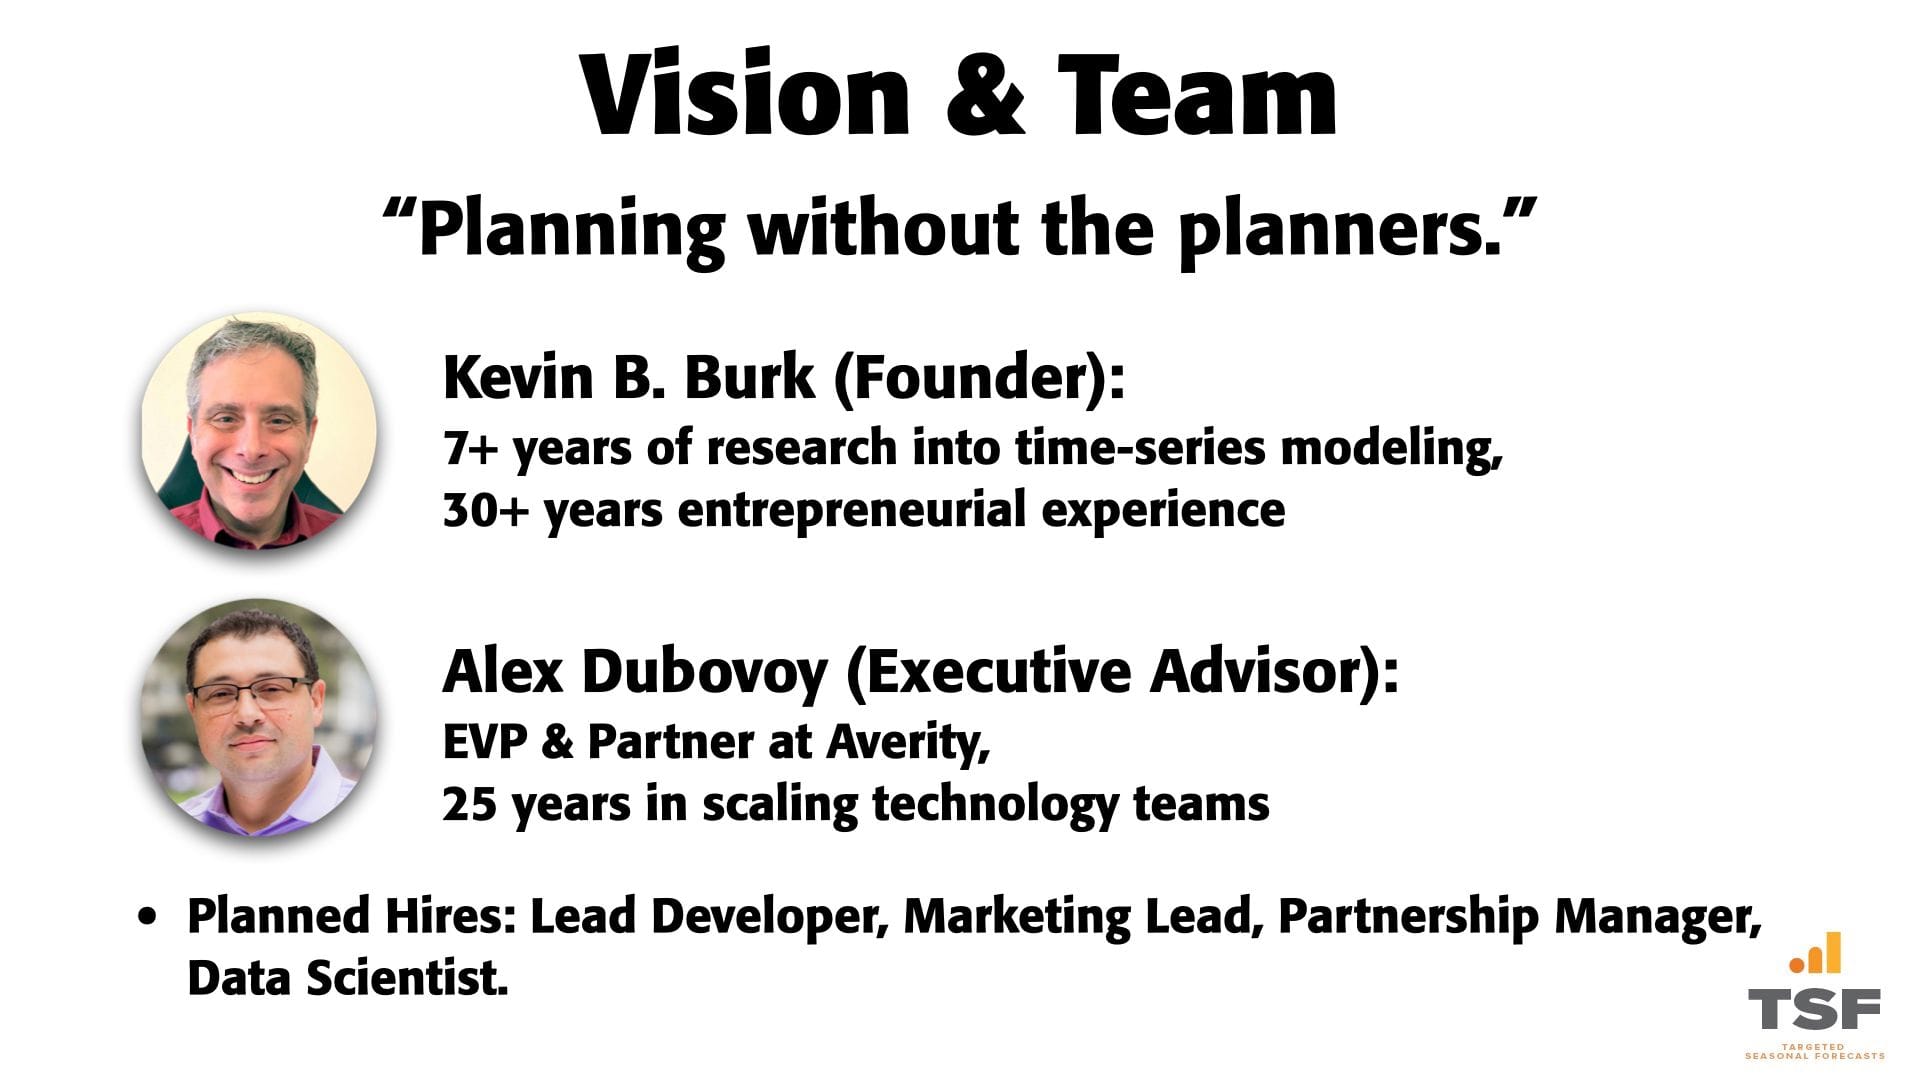 Vision & Team
“Planning without the planners.”
Kevin B. Burk (Founder):
7+ years of research into time-series modeling,
30+ years entrepreneurial experience
Alex Dubovoy (Executive Advisor):
EVP & Partner at Averity,
25 years in scaling technology teams
• Planned Hires: Lead Developer, Marketing Lead, Partnership Manager,
Data Scientist.
TSF
TARGETED
SEASONAL FORECASTS